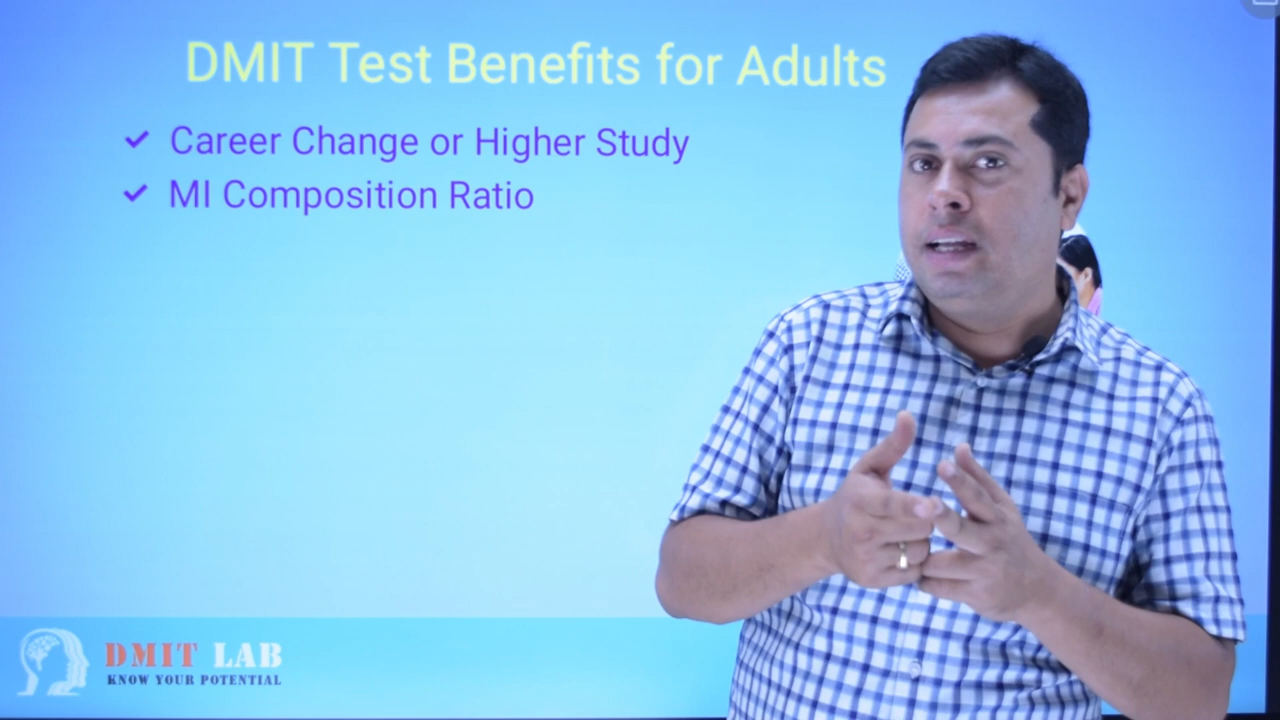 DMIT Test Benefits for Adults
✓ Career Change or Higher Study
✓ MI Composition Ratio
DMIT LAB
KNOW YOUR POTENTIAL